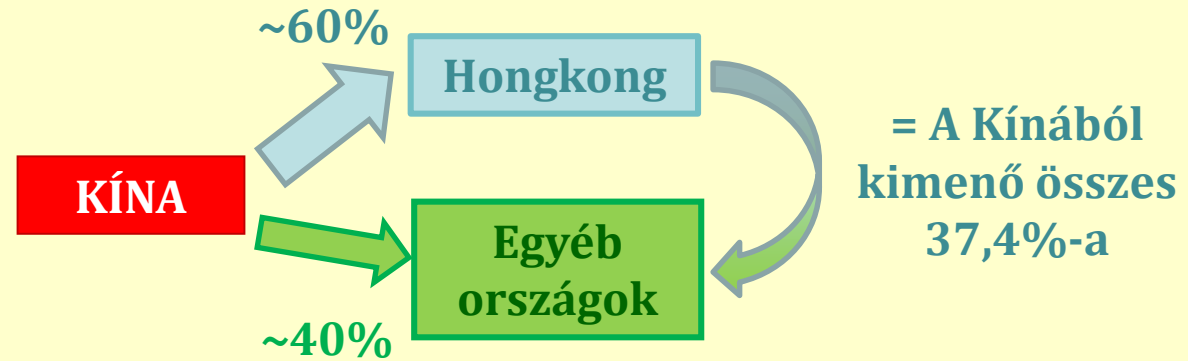 ~60%
Hongkong
KÍNA
= A Kínából
kimenő összes
37,4%-a
Egyéb
országok
~40%